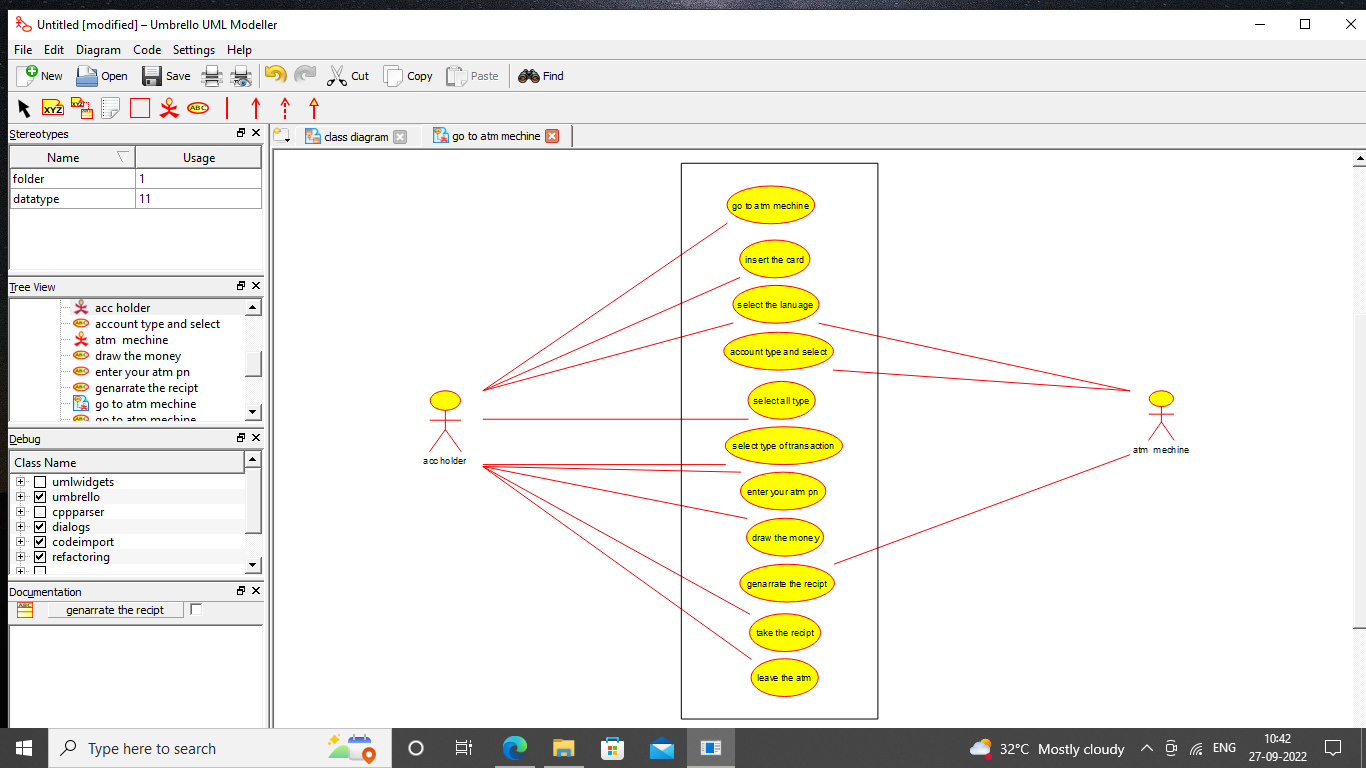 Untitled [modified] – Umbrello UML Modeller
File Edit Diagram Code Settings Help
New Open Save Cut Copy Paste Find
XYZ XYZ ABC
Stereotypes
Name Usage
folder 1
datatype 11
Tree View
acc holder
account type and select
atm mechine
draw the money
enter your atm pn
genarrate the recipt
go to atm mechine
go to atm mechine
Debug
Class Name
umlwidgets
umbrello
cppparser
dialogs
codeimport
refactoring
Documentation
genarrate the recipt
class diagram
go to atm mechine
go to atm mechine
insert the card
select the lanuage
account type and select
select all type
select type of transaction
enter your atm pn
draw the money
genarrate the recipt
take the recipt
leave the atm
acc holder
atm mechine
Type here to search
32°C Mostly cloudy
ENG
10:42
27-09-2022